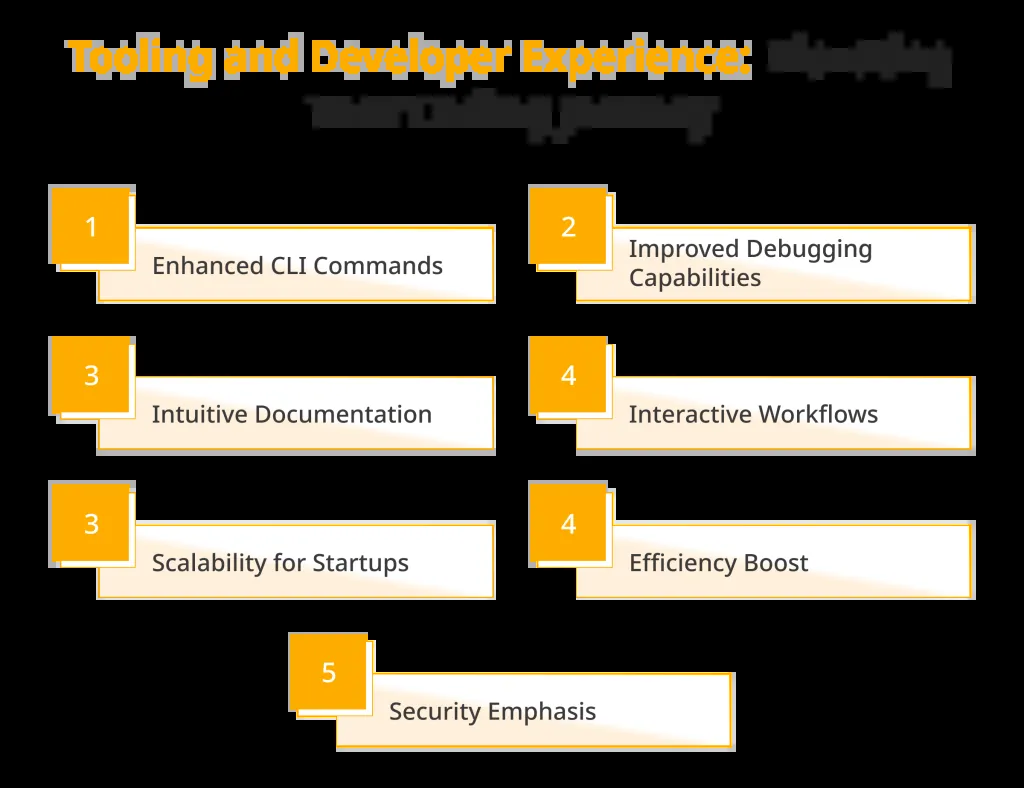 Tooling and Developer Experience:
Your Coding Journey
1
Enhanced CLI Commands
2
Improved Debugging
Capabilities
3
Intuitive Documentation
4
Interactive Workflows
3
Scalability for Startups
4
Efficiency Boost
5
Security Emphasis